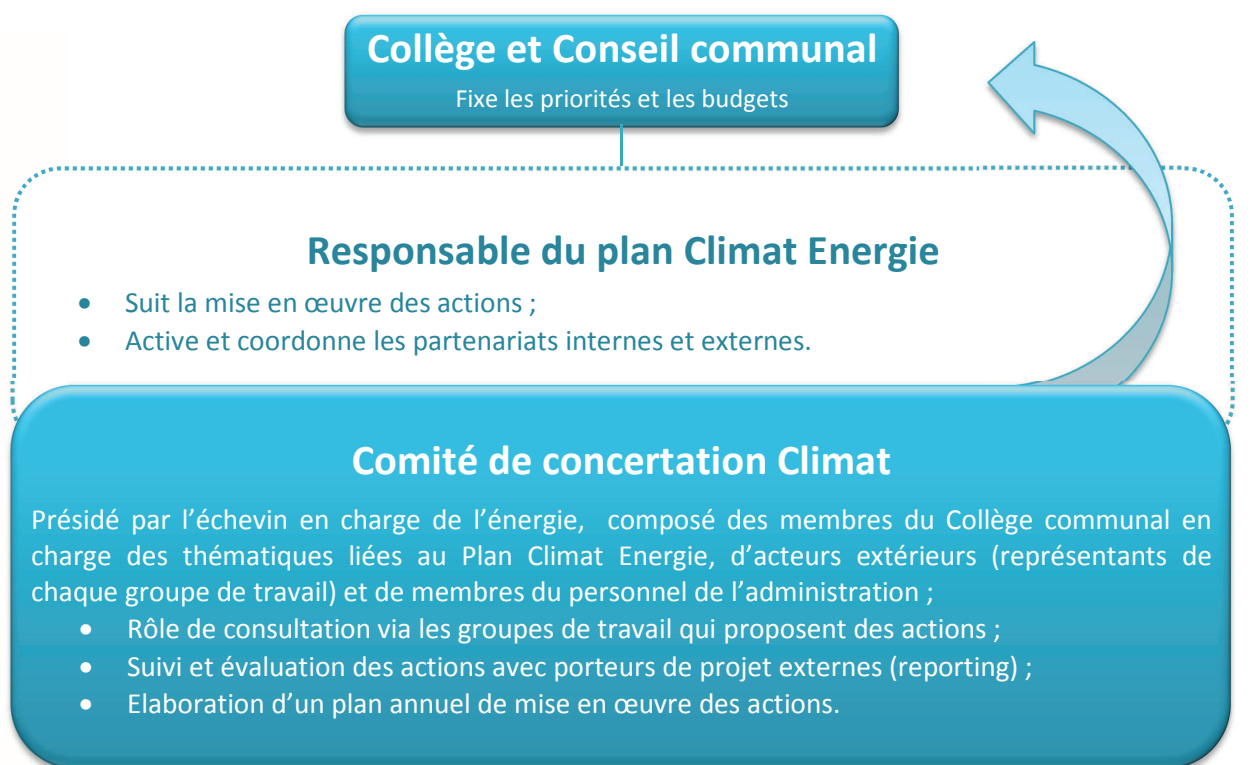 Collège et Conseil communal
Fixe les priorités et les budgets
Responsable du plan Climat Energie
• Suit la mise en œuvre des actions ;
• Active et coordonne les partenariats internes et externes.
Comité de concertation Climat
Présidé par l’échevin en charge de l’énergie, composé des membres du Collège communal en
charge des thématiques liées au Plan Climat Energie, d’acteurs extérieurs (représentants de
chaque groupe de travail) et de membres du personnel de l’administration ;
• Rôle de consultation via les groupes de travail qui proposent des actions ;
• Suivi et évaluation des actions avec porteurs de projet externes (reporting) ;
• Elaboration d’un plan annuel de mise en œuvre des actions.